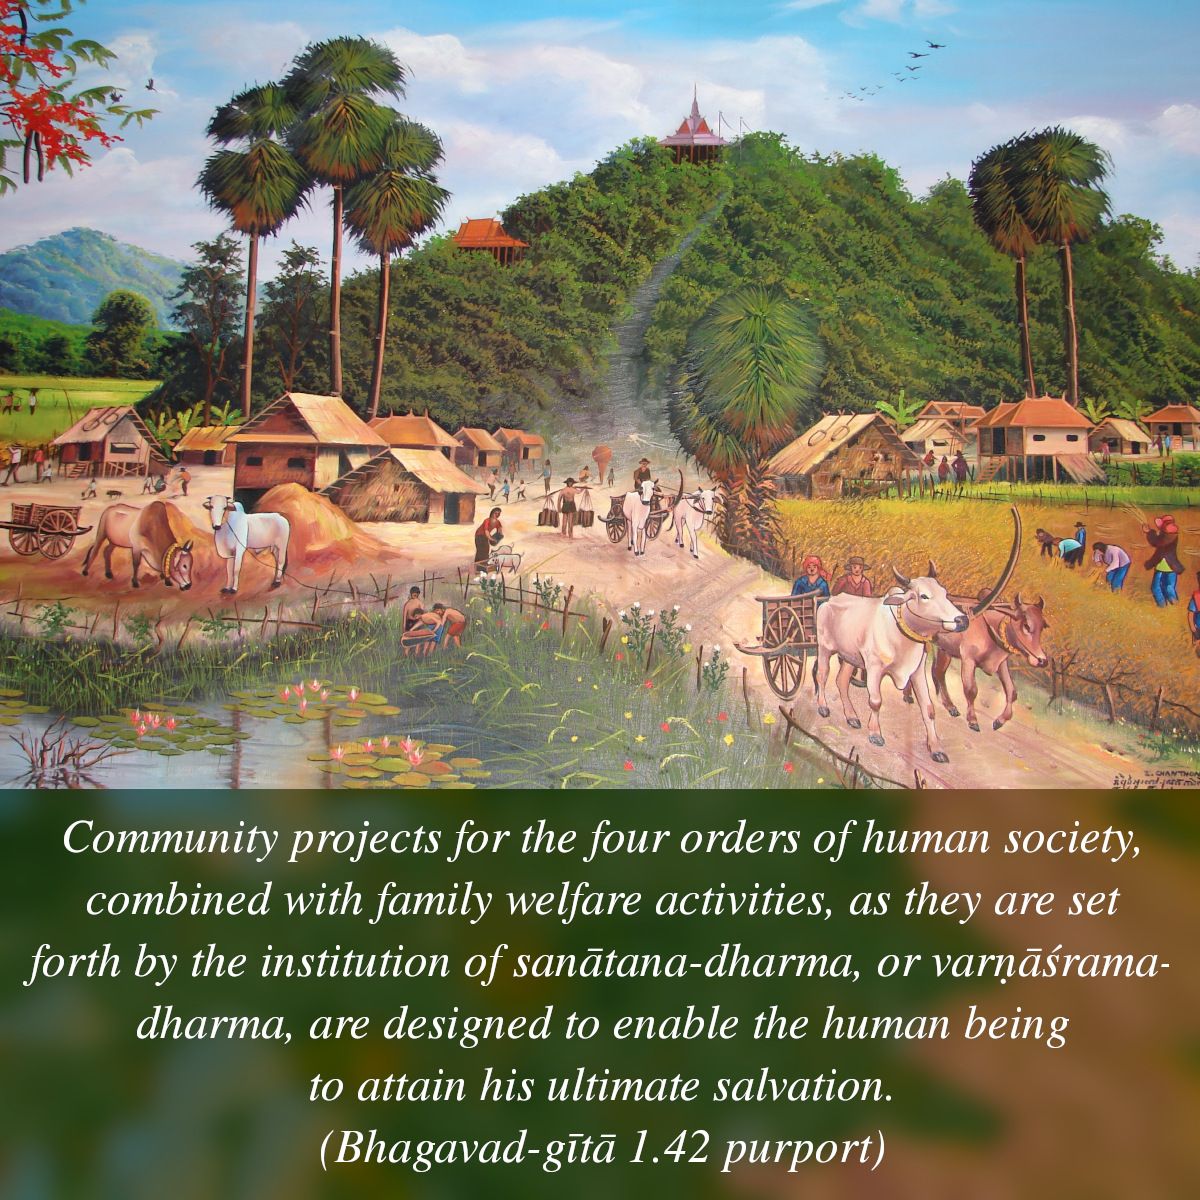 Z. CHANTHON
Community projects for the four orders of human society,
combined with family welfare activities, as they are set
forth by the institution of sanātana-dharma, or varṇāśrama-
dharma, are designed to enable the human being
to attain his ultimate salvation.
(Bhagavad-gītā 1.42 purport)